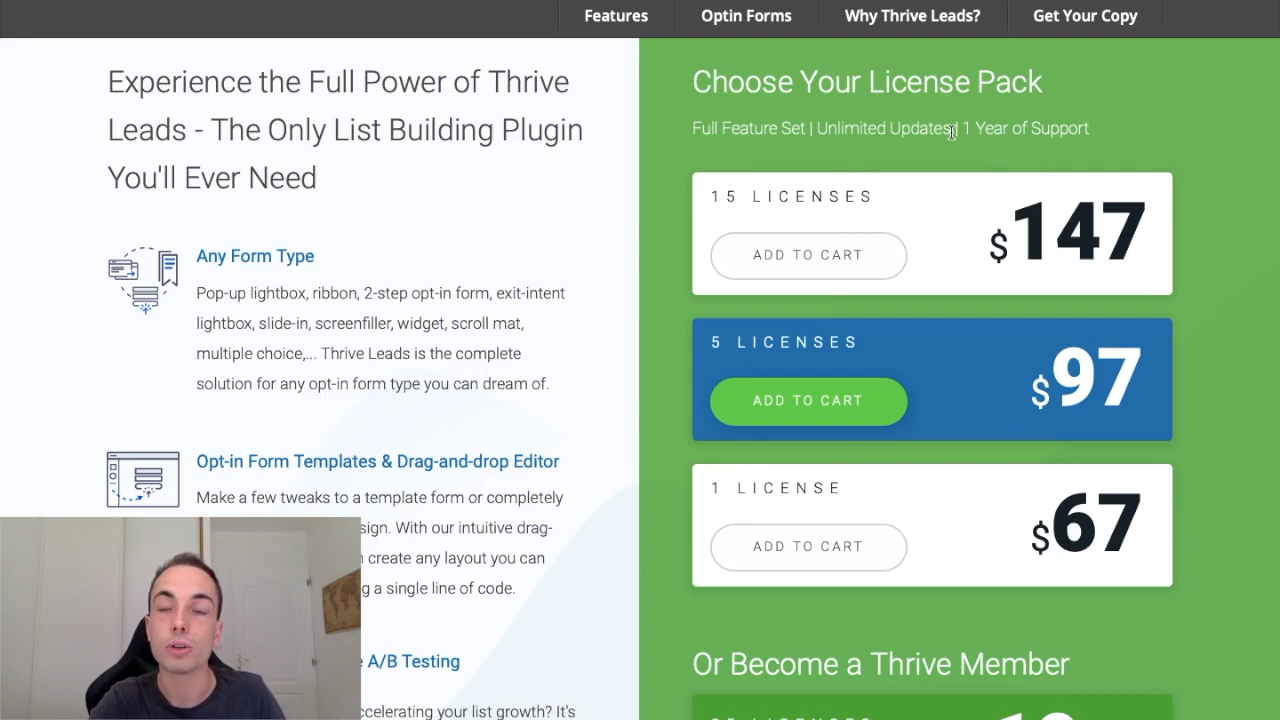 Features
Optin Forms
Why Thrive Leads?
Get Your Copy
Experience the Full Power of Thrive
Leads - The Only List Building Plugin
You'll Ever Need
Any Form Type
Pop-up lightbox, ribbon, 2-step opt-in form, exit-intent
lightbox, slide-in, screenfiller, widget, scroll mat,
multiple choice,... Thrive Leads is the complete
solution for any opt-in form type you can dream of.
Opt-in Form Templates & Drag-and-drop Editor
Make a few tweaks to a template form or completely
sign. With our intuitive drag-
create any layout you can
g a single line of code.
A/B Testing
ccelerating your list growth? It's
Choose Your License Pack
Full Feature Set | Unlimited Updates | 1 Year of Support
15 LICENSES
ADD TO CART
$147
5 LICENSES
ADD TO CART
$97
1 LICENSE
ADD TO CART
$67
Or Become a Thrive Member